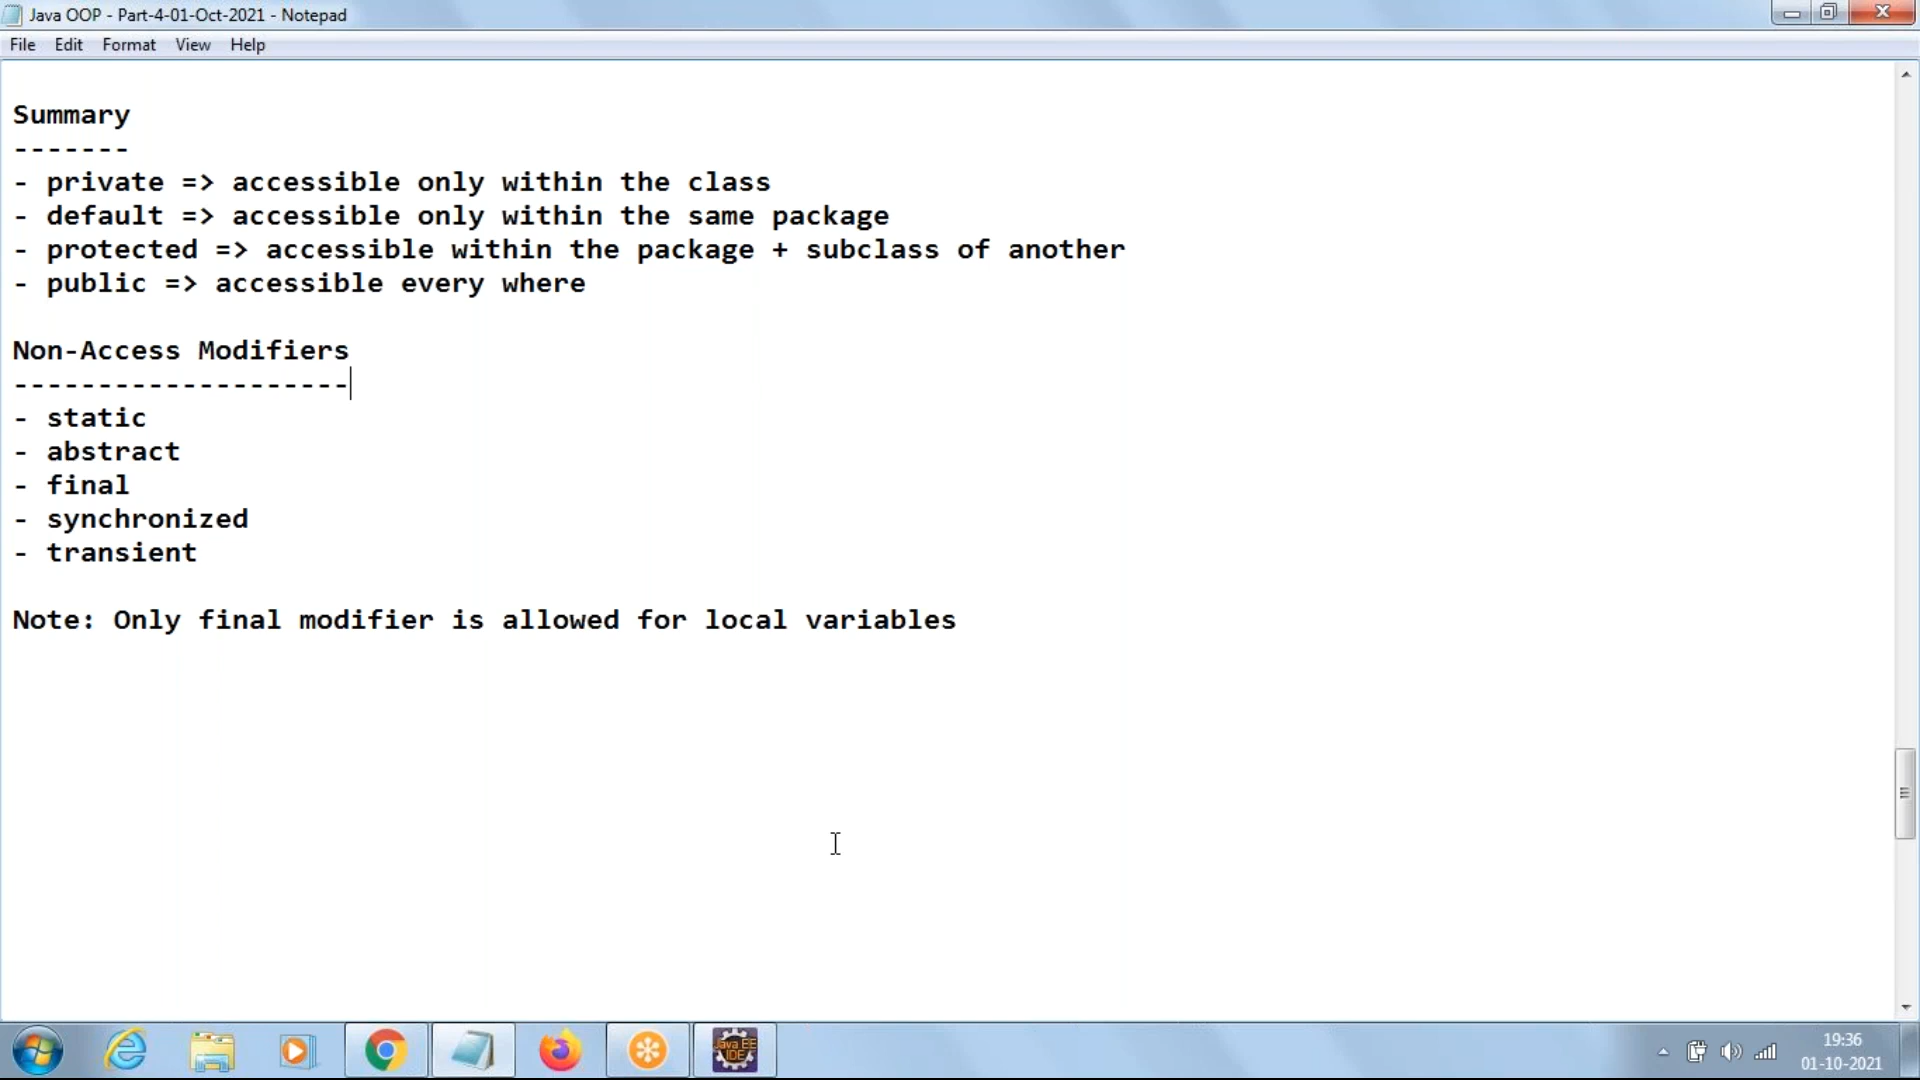 Java OOP - Part-4-01-Oct-2021 - Notepad
File Edit Format View Help
Summary
-------
- private => accessible only within the class
- default => accessible only within the same package
- protected => accessible within the package + subclass of another
- public => accessible every where
Non-Access Modifiers
--------------------
- static
- abstract
- final
- synchronized
- transient
Note: Only final modifier is allowed for local variables
Java EE
IDE
19:36
01-10-2021